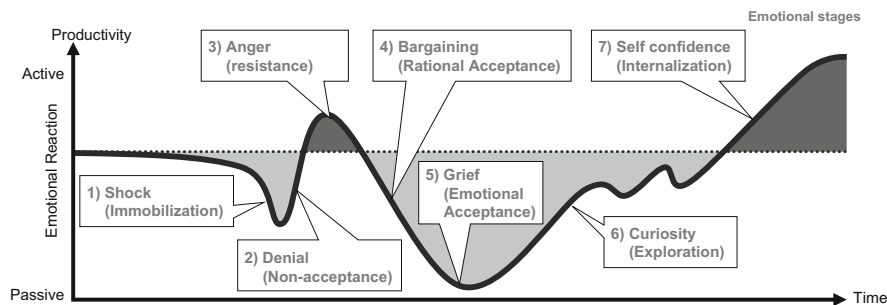 Emotional stages
Productivity
Active
Emotional Reaction
Passive
Time
1) Shock
(Immobilization)
2) Denial
(Non-acceptance)
3) Anger
(resistance)
4) Bargaining
(Rational Acceptance)
5) Grief
(Emotional
Acceptance)
6) Curiosity
(Exploration)
7) Self confidence
(Internalization)